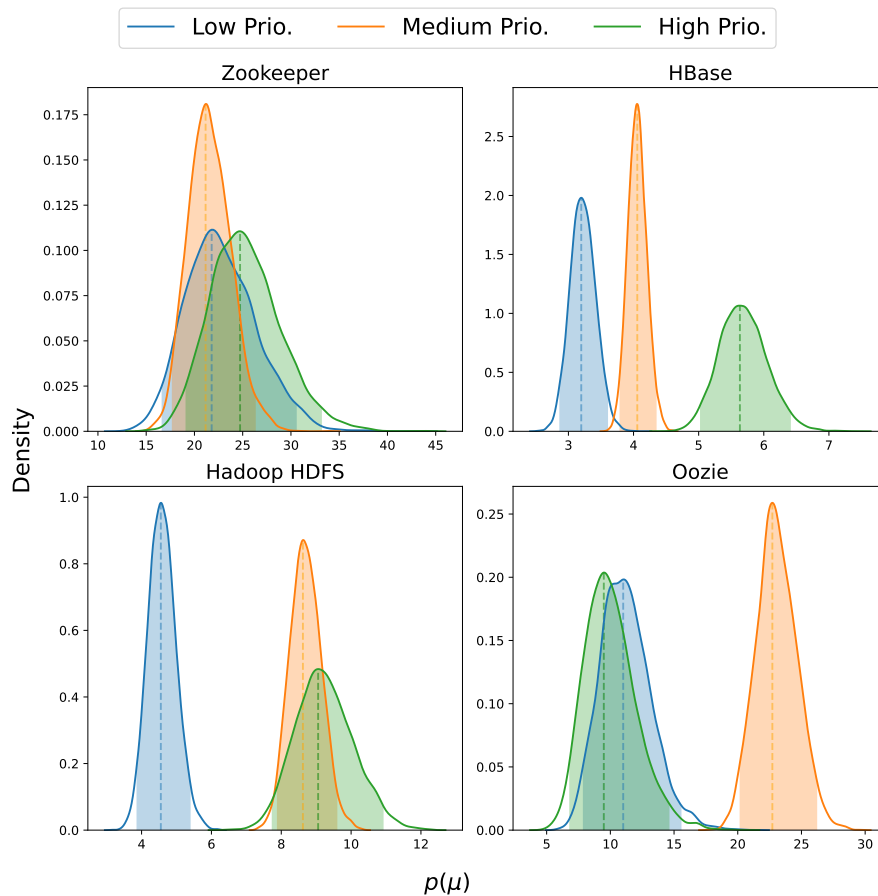 Low Prio. Medium Prio. High Prio.
Zookeeper
0.175
0.150
0.125
0.100
0.075
0.050
0.025
0.000
10 15 20 25 30 35 40 45
HBase
2.5
2.0
1.5
1.0
0.5
0.0
3 4 5 6 7
Density
Hadoop HDFS
1.0
0.8
0.6
0.4
0.2
0.0
4 6 8 10 12
Oozie
0.25
0.20
0.15
0.10
0.05
0.00
5 10 15 20 25 30
p(μ)